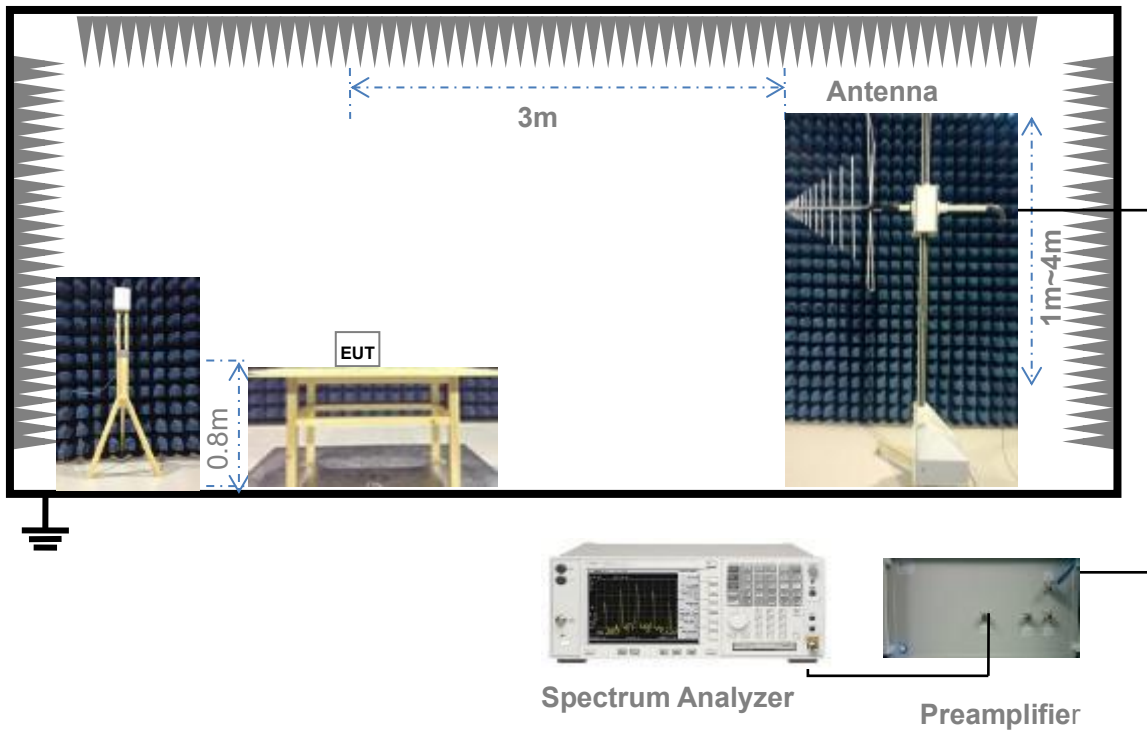 Antenna
3m
1m~4m
EUT
0.8m
Spectrum Analyzer
Preamplifier